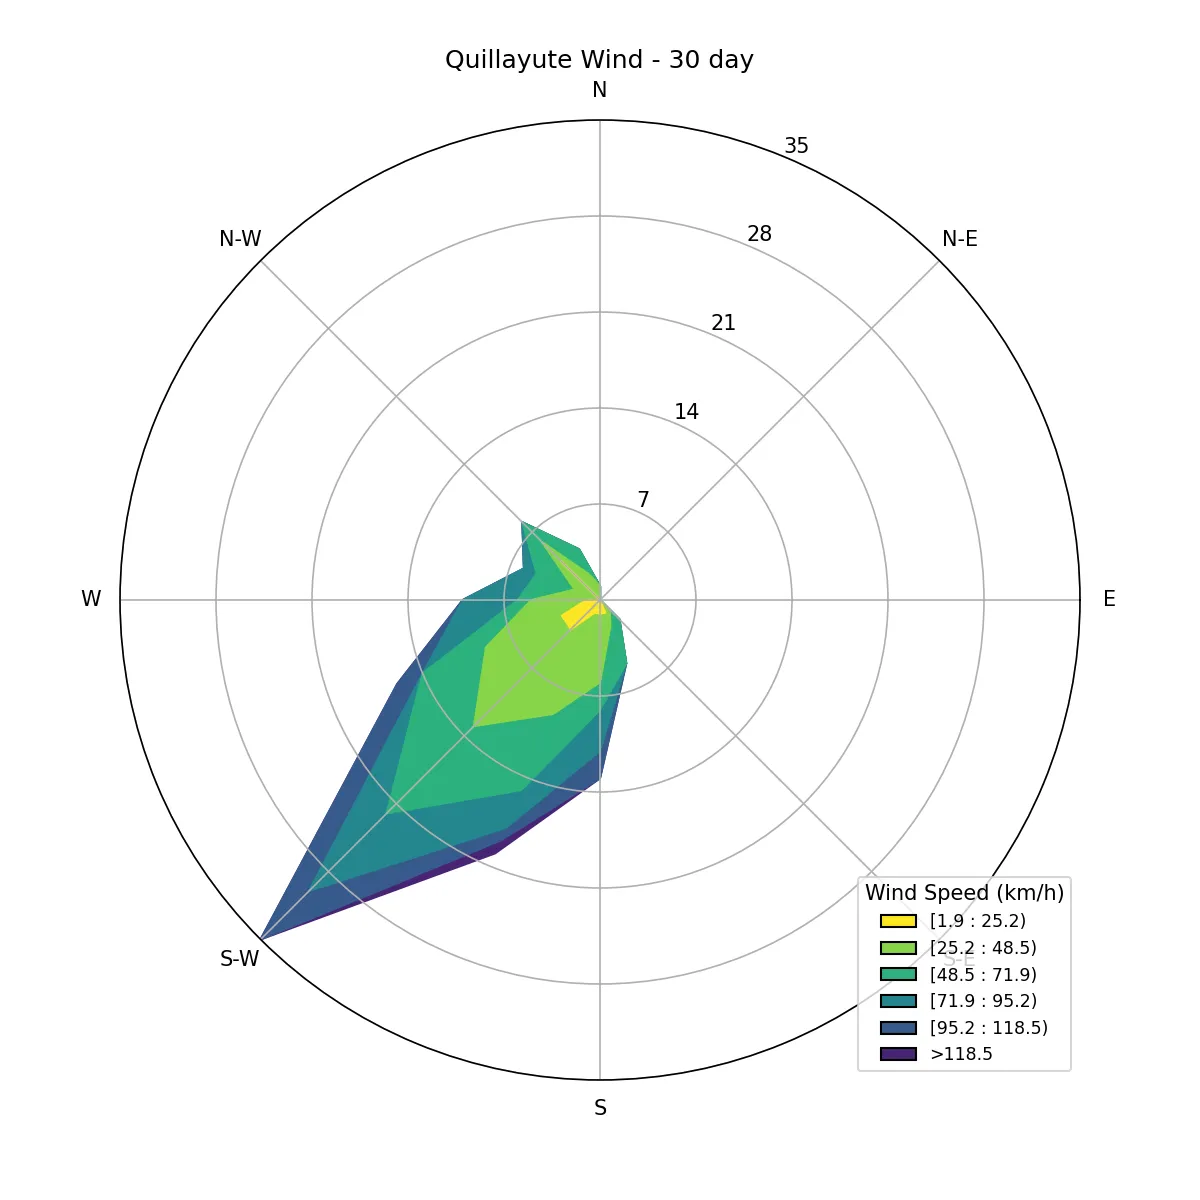 Quillayute Wind - 30 day
N
35
N-W
28
N-E
21
14
7
W
E
S-W
S-E
S
Wind Speed (km/h)
[1.9 : 25.2)
[25.2 : 48.5)
[48.5 : 71.9)
[71.9 : 95.2)
[95.2 : 118.5)
>118.5